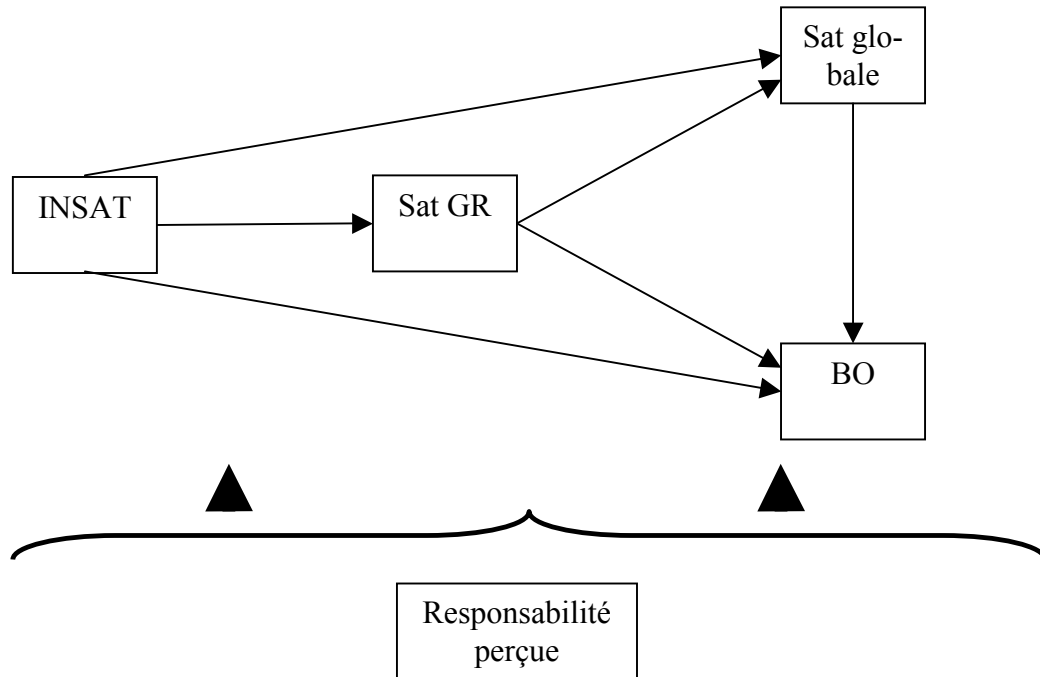 Sat glo-
bale
INSAT
Sat GR
BO
Responsabilité
perçue